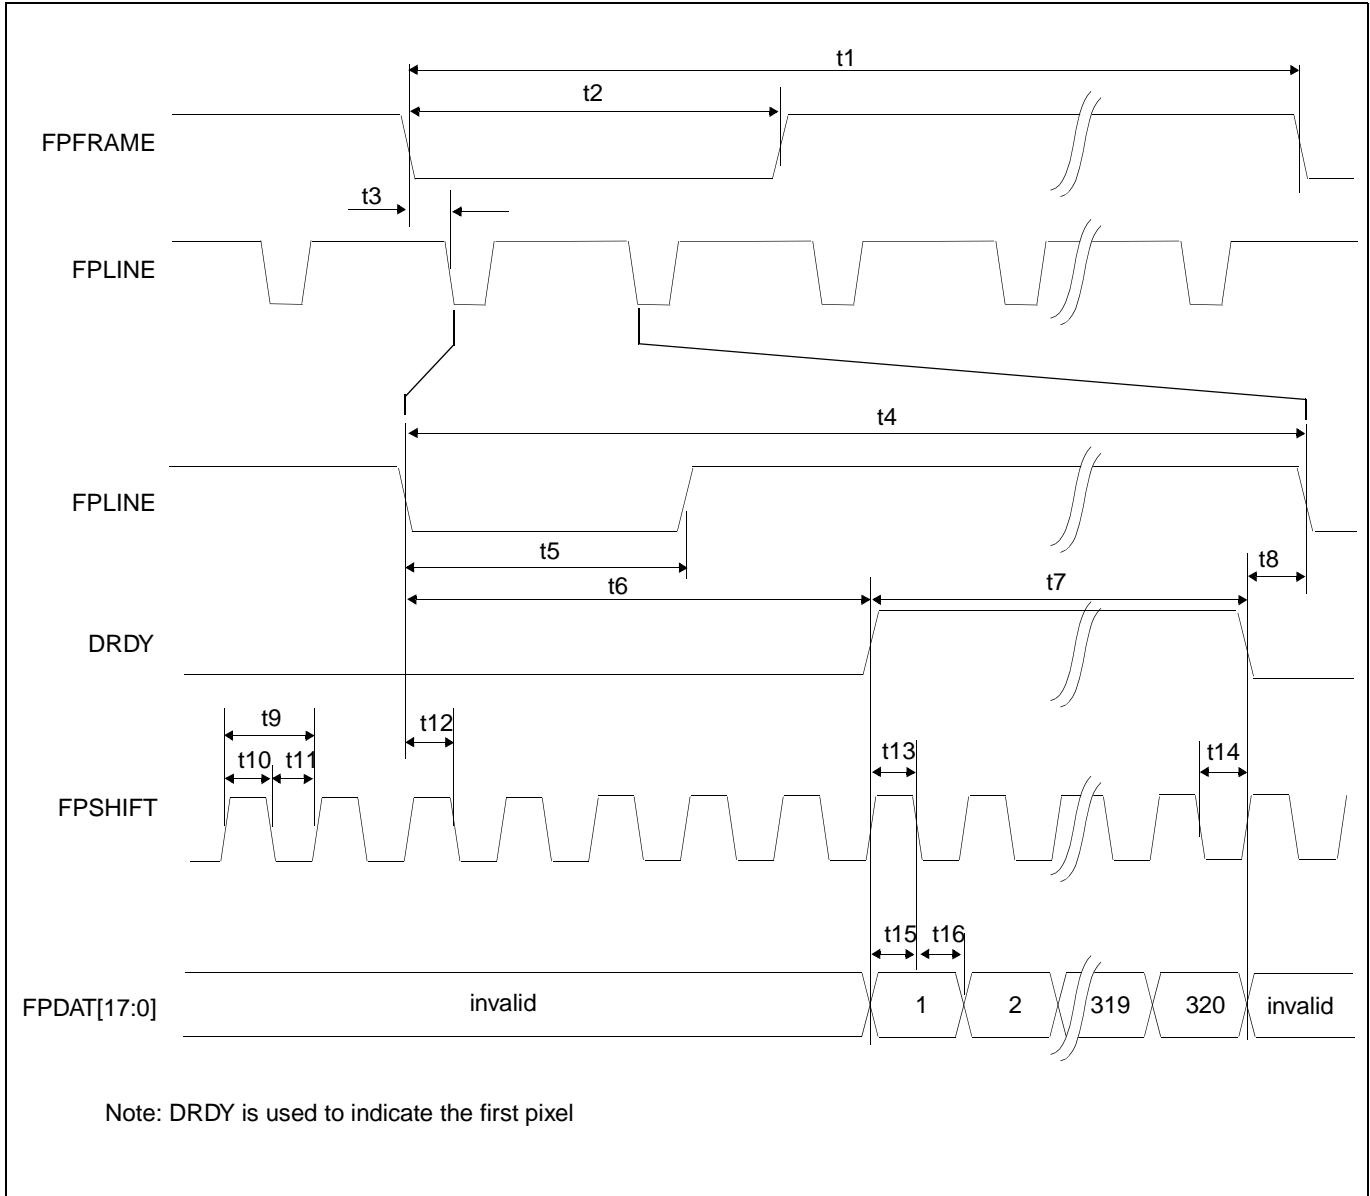 t1
t2
FPFRAME
t3
FPLINE
t4
FPLINE
t5
t8
t6
t7
DRDY
t9
t12
t10 t11
t13
t14
FPSHIFT
t15 t16
FPDAT[17:0]
invalid
1
2
319
320
invalid
Note: DRDY is used to indicate the first pixel